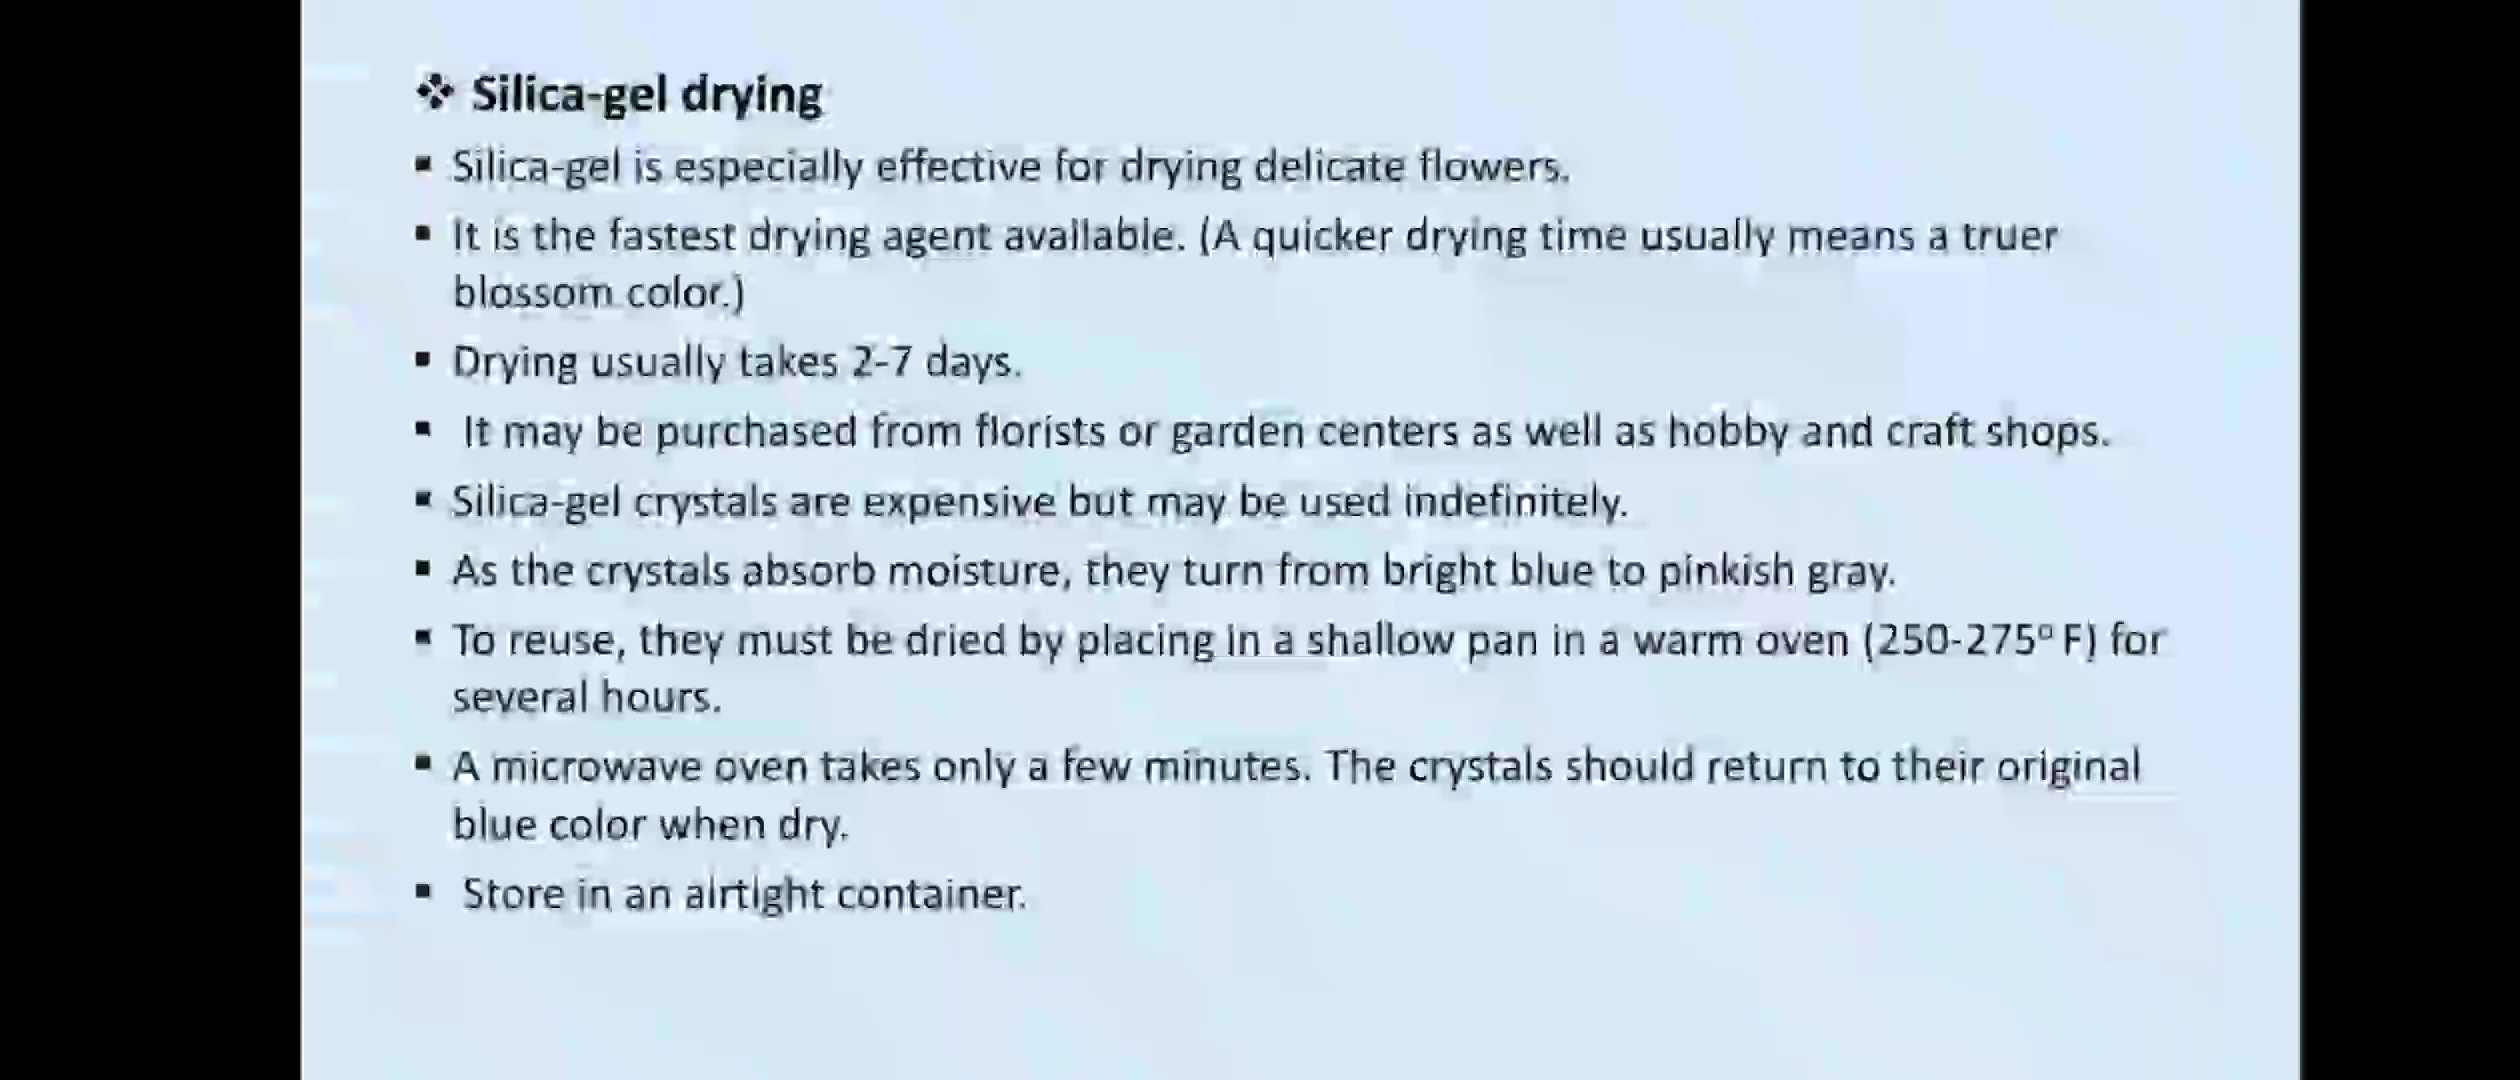 ❖ Silica-gel drying
▪ Silica-gel is especially effective for drying delicate flowers.
▪ It is the fastest drying agent available. (A quicker drying time usually means a truer
blossom color.)
▪ Drying usually takes 2-7 days.
▪ It may be purchased from florists or garden centers as well as hobby and craft shops.
▪ Silica-gel crystals are expensive but may be used indefinitely.
▪ As the crystals absorb moisture, they turn from bright blue to pinkish gray.
▪ To reuse, they must be dried by placing in a shallow pan in a warm oven (250-275º F) for
several hours.
▪ A microwave oven takes only a few minutes. The crystals should return to their original
blue color when dry.
▪ Store in an airtight container.